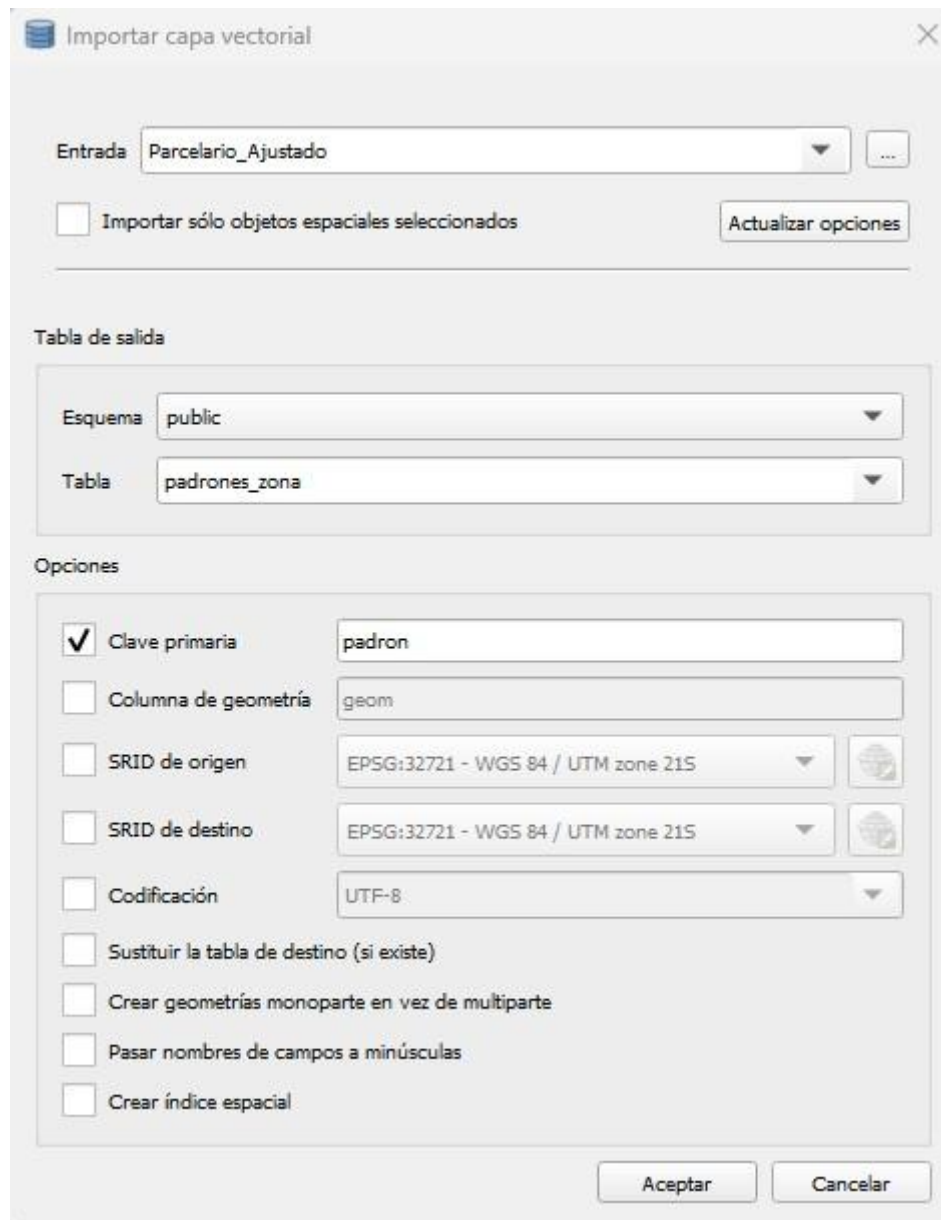 Importar capa vectorial
Entrada Parcelario_Ajustado ...
Importar sólo objetos espaciales seleccionados Actualizar opciones
Tabla de salida
Esquema public
Tabla padrones_zona
Opciones
Clave primaria padron
Columna de geometría geom
SRID de origen EPSG:32721 - WGS 84 / UTM zone 21S
SRID de destino EPSG:32721 - WGS 84 / UTM zone 21S
Codificación UTF-8
Sustituir la tabla de destino (si existe)
Crear geometrías monoparte en vez de multiparte
Pasar nombres de campos a minúsculas
Crear índice espacial
Aceptar Cancelar